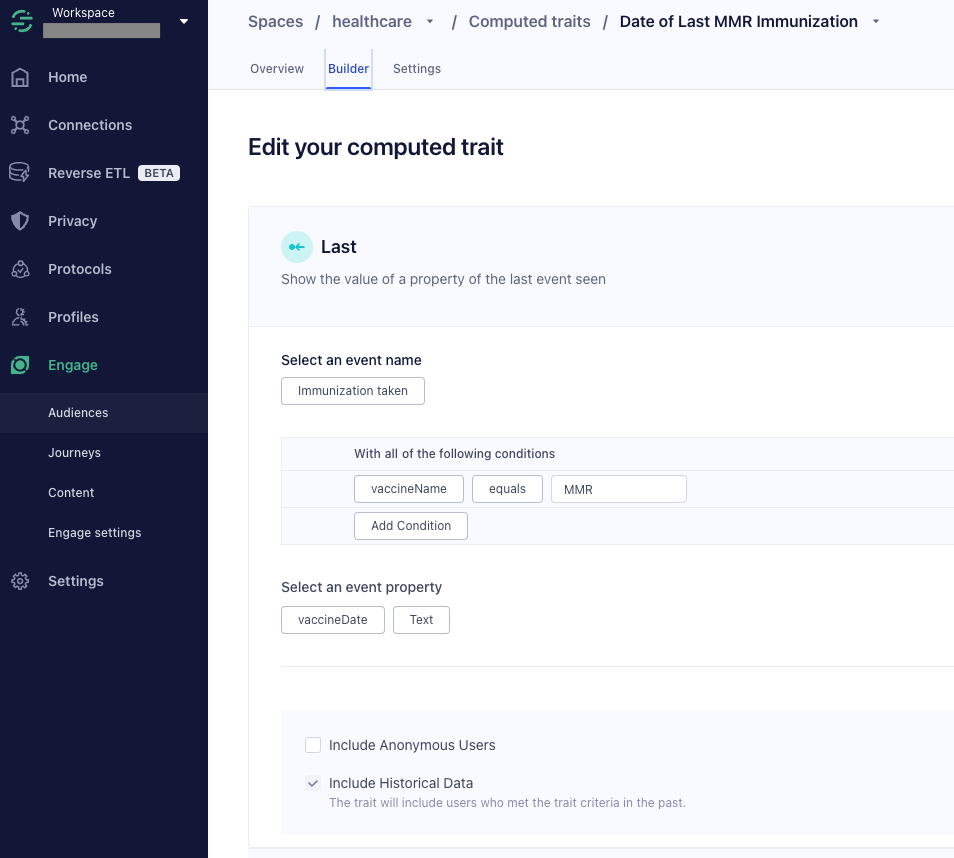 Workspace
Home
Connections
Reverse ETL BETA
Privacy
Protocols
Profiles
Engage
Audiences
Journeys
Content
Engage settings
Settings
Spaces / healthcare / Computed traits / Date of Last MMR Immunization
Overview Builder Settings
Edit your computed trait
Last
Show the value of a property of the last event seen
Select an event name
Immunization taken
With all of the following conditions
vaccineName equals MMR
Add Condition
Select an event property
vaccineDate Text
Include Anonymous Users
Include Historical Data
The trait will include users who met the trait criteria in the past.